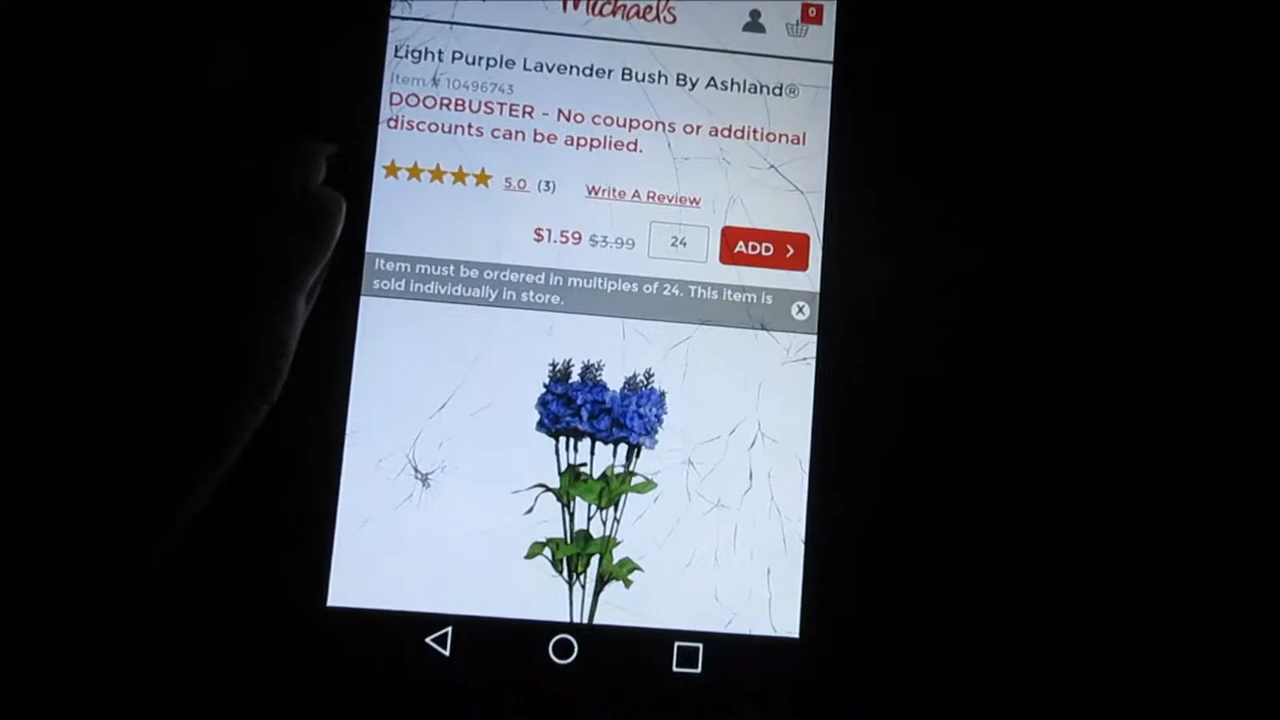 Michaels
0
Light Purple Lavender Bush By Ashland®
Item # 10496743
DOORBUSTER - No coupons or additional
discounts can be applied.
5.0 (3) Write A Review
$1.59 $3.99 24 ADD >
Item must be ordered in multiples of 24. This item is
sold individually in store.
X